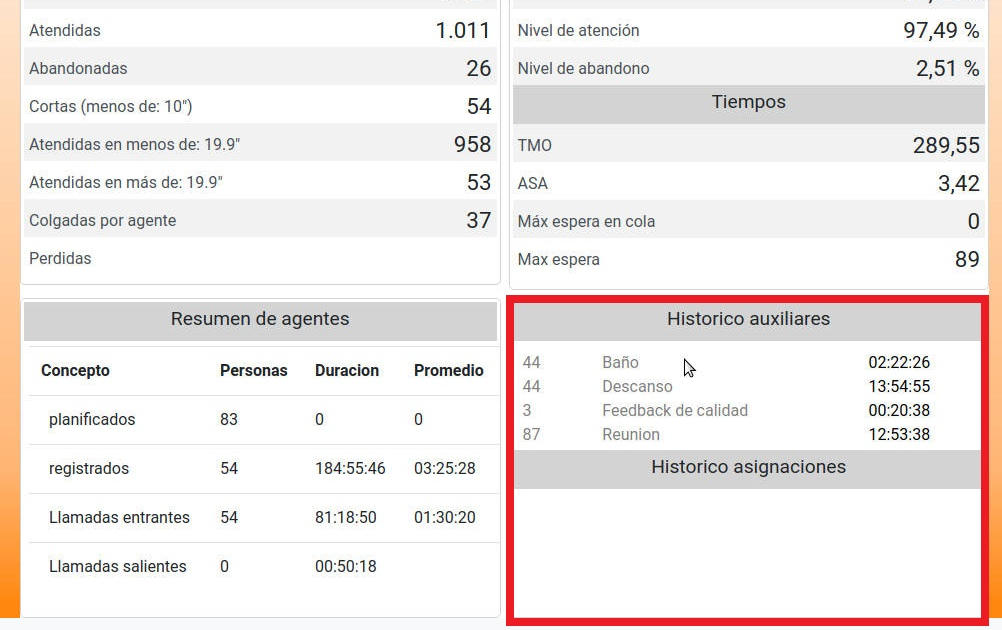 Atendidas 1.011
Abandonadas 26
Cortas (menos de: 10") 54
Atendidas en menos de: 19.9" 958
Atendidas en más de: 19.9" 53
Colgadas por agente 37
Perdidas
Nivel de atención 97,49 %
Nivel de abandono 2,51 %
Tiempos
TMO 289,55
ASA 3,42
Máx espera en cola 0
Max espera 89
Resumen de agentes
Concepto Personas Duracion Promedio
planificados 83 0 0
registrados 54 184:55:46 03:25:28
Llamadas entrantes 54 81:18:50 01:30:20
Llamadas salientes 0 00:50:18
Historico auxiliares
44 Baño 02:22:26
44 Descanso 13:54:55
3 Feedback de calidad 00:20:38
87 Reunion 12:53:38
Historico asignaciones